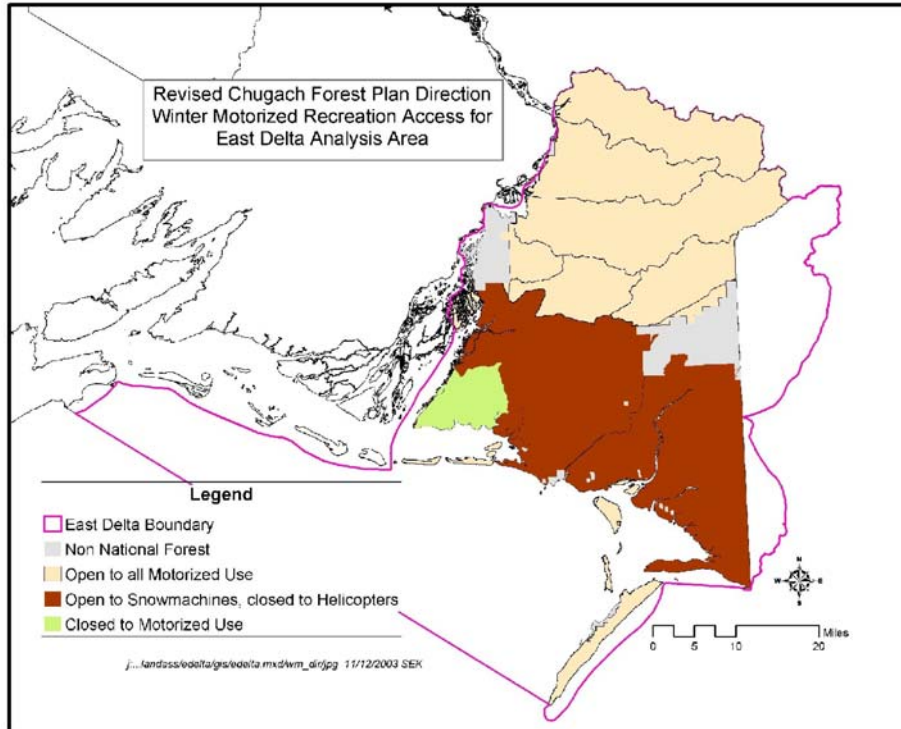 Revised Chugach Forest Plan Direction
Winter Motorized Recreation Access for
East Delta Analysis Area
Legend
East Delta Boundary
Non National Forest
Open to all Motorized Use
Open to Snowmachines, closed to Helicopters
Closed to Motorized Use
j:...landass/edelta/gis/edelta.mxd/wm_dir/jpg 11/12/2003 SEK
N
W E
S
Miles
0 5 10 20